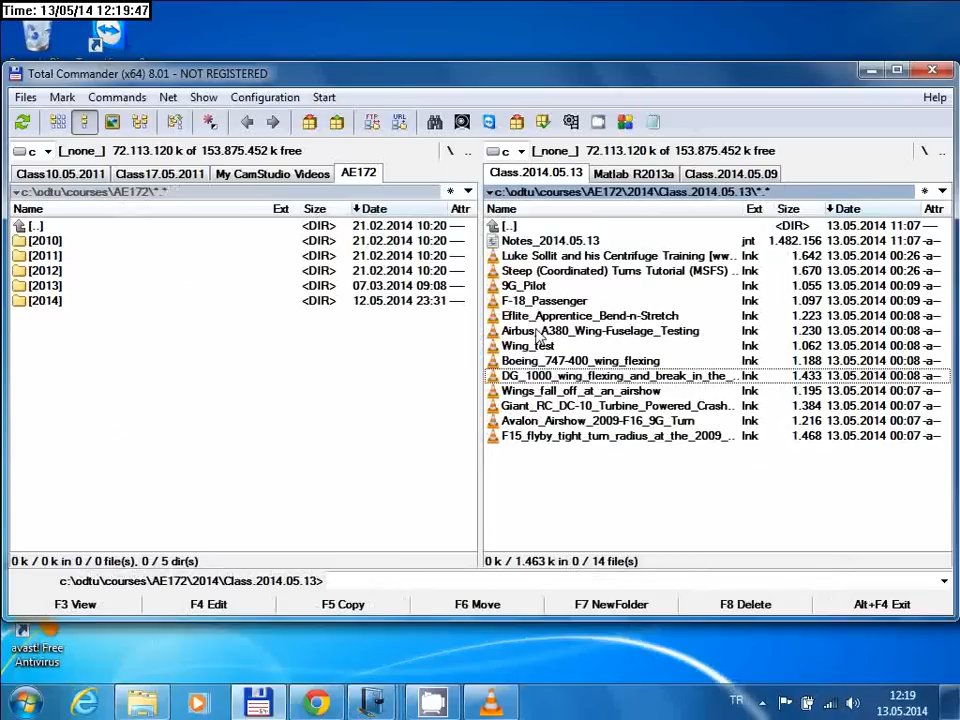 Time: 13/05/14 12:19:47
Total Commander (x64) 8.01 - NOT REGISTERED
Files Mark Commands Net Show Configuration Start Help
FTP URL
c [_none_] 72.113.120 k of 153.875.452 k free \ ..
c [_none_] 72.113.120 k of 153.875.452 k free \ ..
Class10.05.2011 Class17.05.2011 My CamStudio Videos AE172
Class.2014.05.13 Matlab R2013a Class.2014.05.09
c:\odtu\courses\AE172\*.* *
c:\odtu\courses\AE172\2014\Class.2014.05.13\*.* *
Name Ext Size Date Attr
[..] <DIR> 21.02.2014 10:20 ----
[2010] <DIR> 21.02.2014 10:20 ----
[2011] <DIR> 21.02.2014 10:20 ----
[2012] <DIR> 21.02.2014 10:20 ----
[2013] <DIR> 07.03.2014 09:08 ----
[2014] <DIR> 12.05.2014 23:31 ----
Name Ext Size Date Attr
[..] <DIR> 13.05.2014 11:07 ----
Notes_2014.05.13 jnt 1.482.156 13.05.2014 11:07 -a--
Luke Sollit and his Centrifuge Training [ww.. lnk 1.642 13.05.2014 00:26 -a--
Steep (Coordinated) Turns Tutorial (MSFS) .. lnk 1.670 13.05.2014 00:26 -a--
9G_Pilot lnk 1.055 13.05.2014 00:09 -a--
F-18_Passenger lnk 1.097 13.05.2014 00:09 -a--
Eflite_Apprentice_Bend-n-Stretch lnk 1.223 13.05.2014 00:08 -a--
Airbus_A380_Wing-Fuselage_Testing lnk 1.230 13.05.2014 00:08 -a--
Wing_test lnk 1.062 13.05.2014 00:08 -a--
Boeing_747-400_wing_flexing lnk 1.188 13.05.2014 00:08 -a--
DG_1000_wing_flexing_and_break_in_the_.. lnk 1.433 13.05.2014 00:08 -a--
Wings_fall_off_at_an_airshow lnk 1.195 13.05.2014 00:07 -a--
Giant_RC_DC-10_Turbine_Powered_Crash.. lnk 1.384 13.05.2014 00:07 -a--
Avalon_Airshow_2009-F16_9G_Turn lnk 1.216 13.05.2014 00:07 -a--
F15_flyby_tight_turn_radius_at_the_2009_.. lnk 1.468 13.05.2014 00:07 -a--
0 k / 0 k in 0 / 0 file(s), 0 / 5 dir(s)
0 k / 1.463 k in 0 / 14 file(s)
c:\odtu\courses\AE172\2014\Class.2014.05.13>
F3 View F4 Edit F5 Copy F6 Move F7 NewFolder F8 Delete Alt+F4 Exit
avast! Free
Antivirus
TR
12:19
13.05.2014